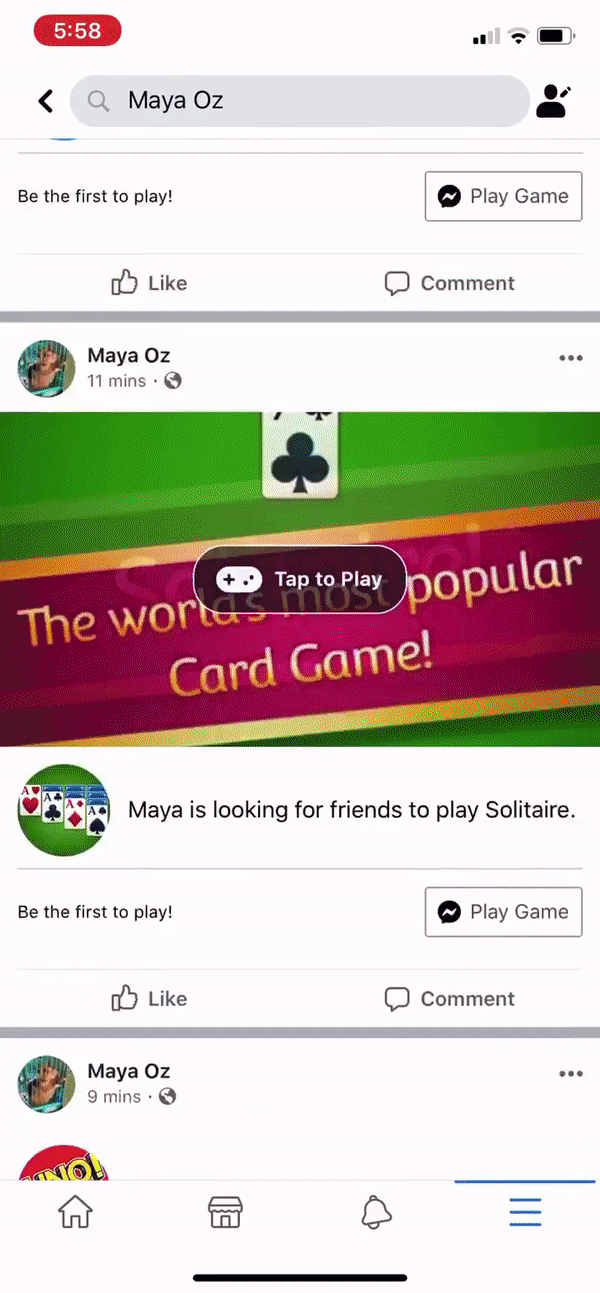 5:58
Maya Oz
Be the first to play!
Play Game
Like
Comment
Maya Oz
11 mins ·
7
Tap to Play
The world's most popular
Card Game!
A A A A
Maya is looking for friends to play Solitaire.
Be the first to play!
Play Game
Like
Comment
Maya Oz
9 mins ·
UNO!